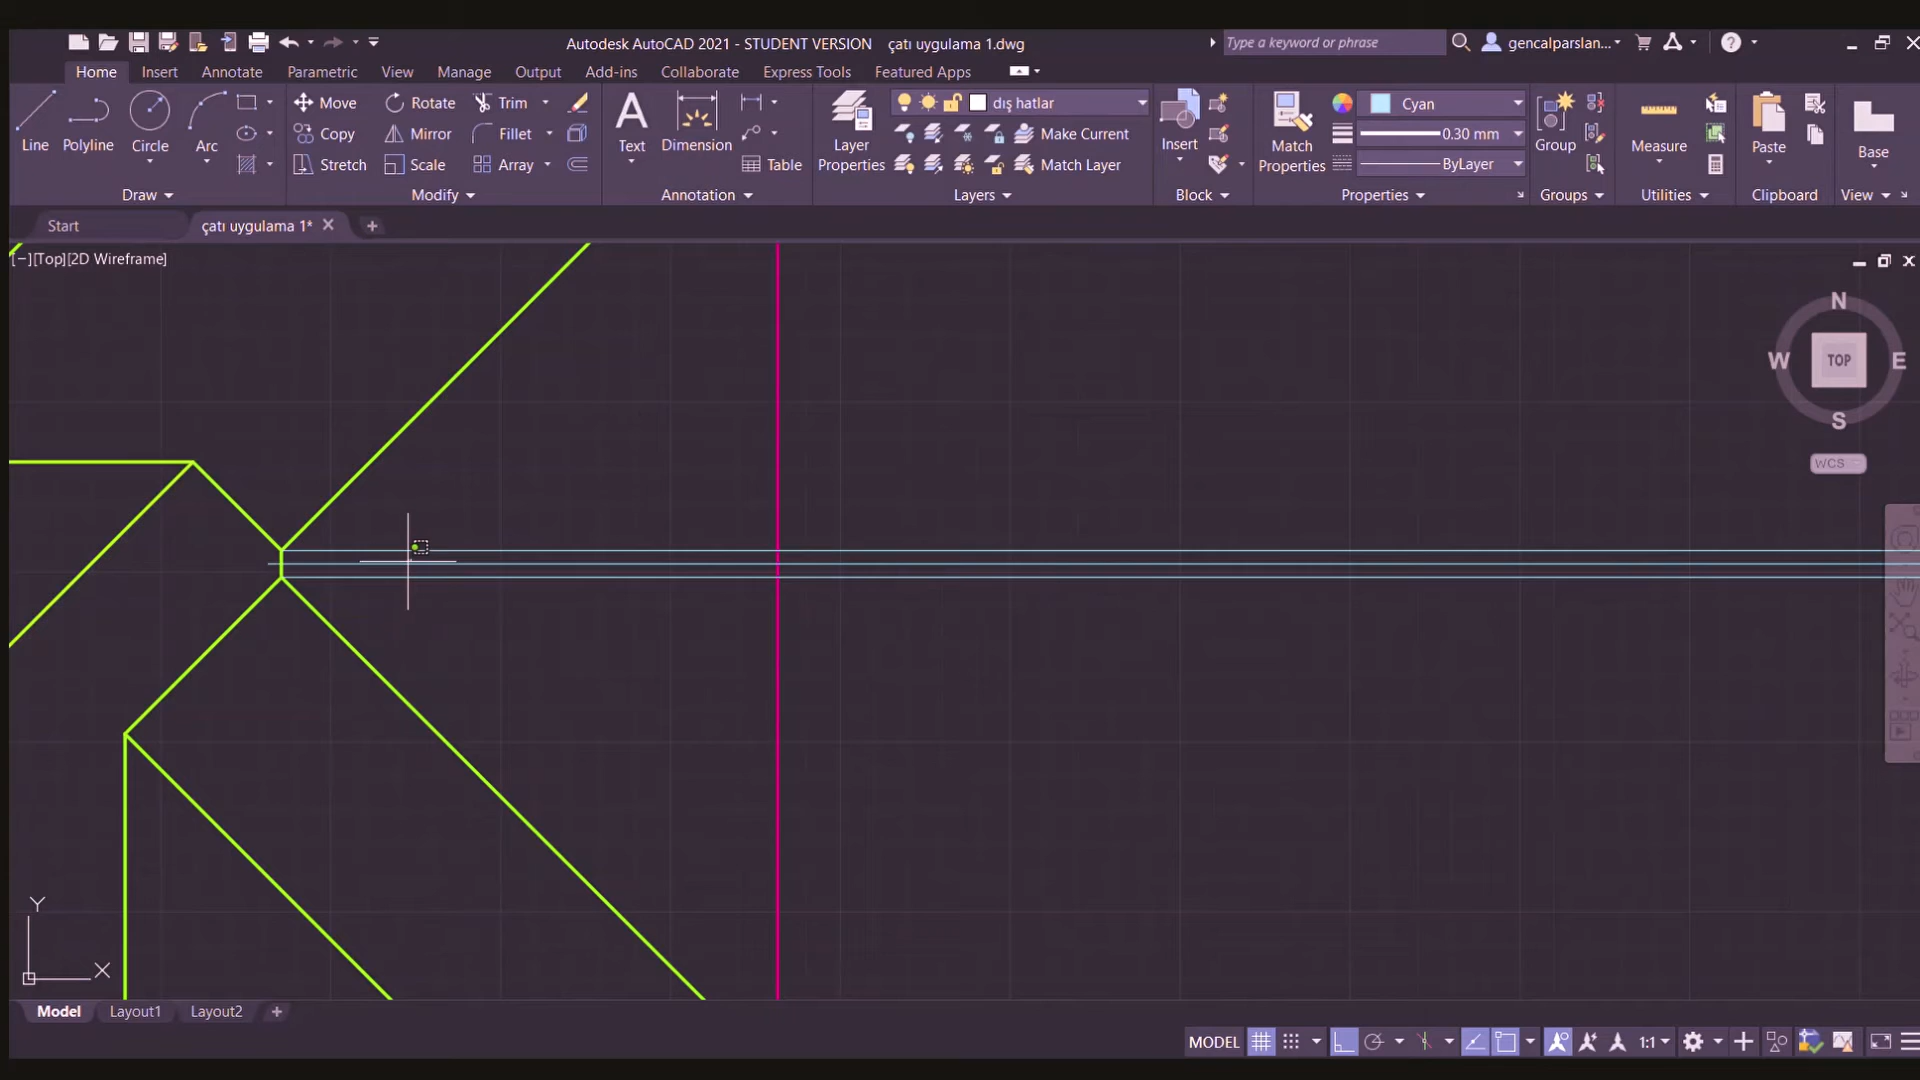 Autodesk AutoCAD 2021 - STUDENT VERSION çatı uygulama 1.dwg
Type a keyword or phrase
gencalparslan...
Home Insert Annotate Parametric View Manage Output Add-ins Collaborate Express Tools Featured Apps
Line
Polyline
Circle
Arc
Draw
Move Rotate Trim
Copy Mirror Fillet
Stretch Scale Array
Modify
Text
Dimension
Table
Annotation
Layer
Properties
dış hatlar
Make Current
Match Layer
Layers
Insert
Block
Match
Properties
Cyan
0.30 mm
ByLayer
Properties
Group
Groups
Measure
Utilities
Paste
Clipboard
Base
View
Start
çatı uygulama 1*
[−][Top][2D Wireframe]
N
W TOP E
S
WCS
Y
X
Model Layout1 Layout2
MODEL 1:1